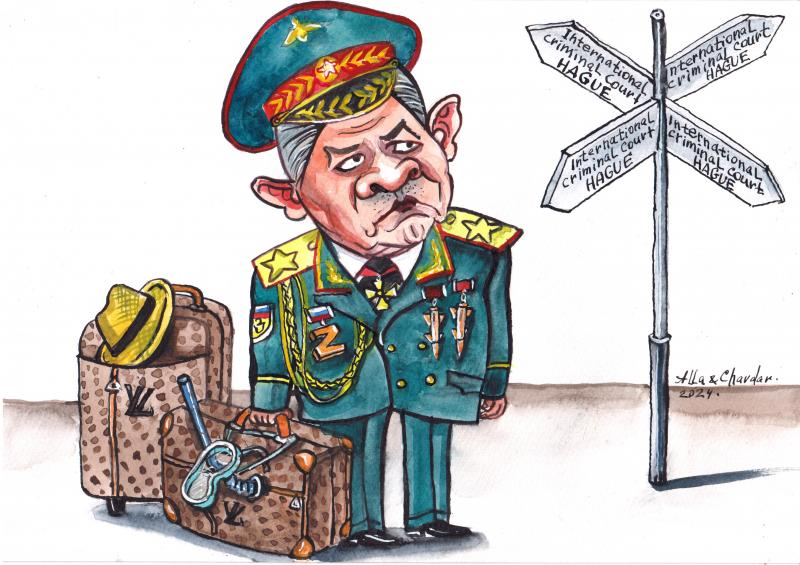 International
criminal Court
HAGUE
International
criminal court
HAGUE
International
criminal court
HAGUE
International
criminal court
HAGUE
Z
LV
LV
Alla & Chavdar.
2024.